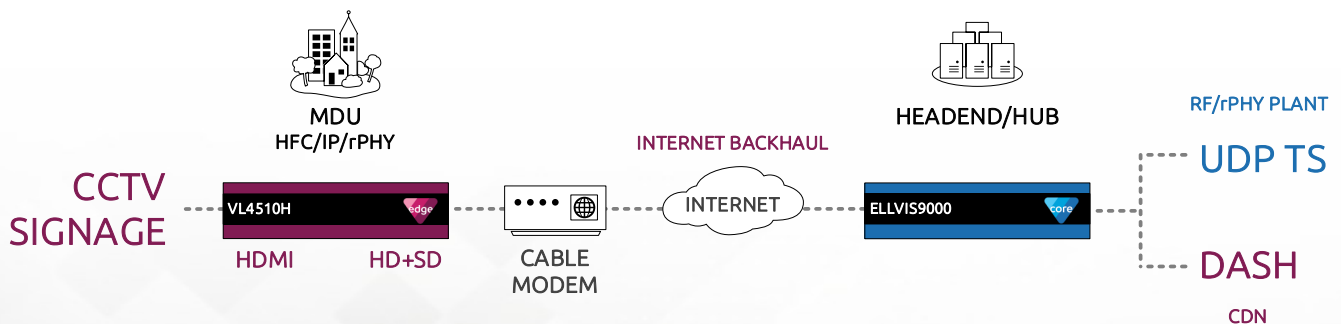 MDU
HFC/IP/rPHY
HEADEND/HUB
RF/rPHY PLANT
INTERNET BACKHAUL
UDP TS
CCTV
SIGNAGE
VL4510H
edge
INTERNET
ELLVIS9000
core
HDMI
HD+SD
CABLE
MODEM
DASH
CDN